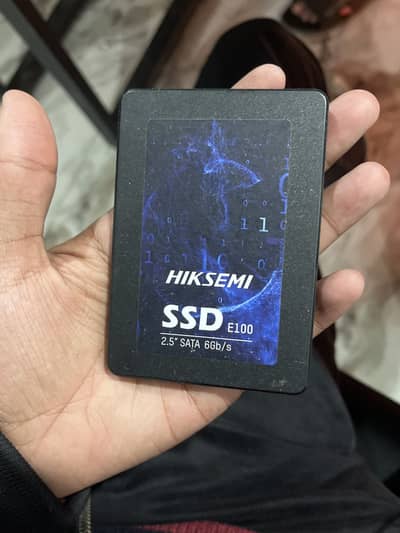 HIKSEMI
SSD E100
2.5" SATA 6Gb/s